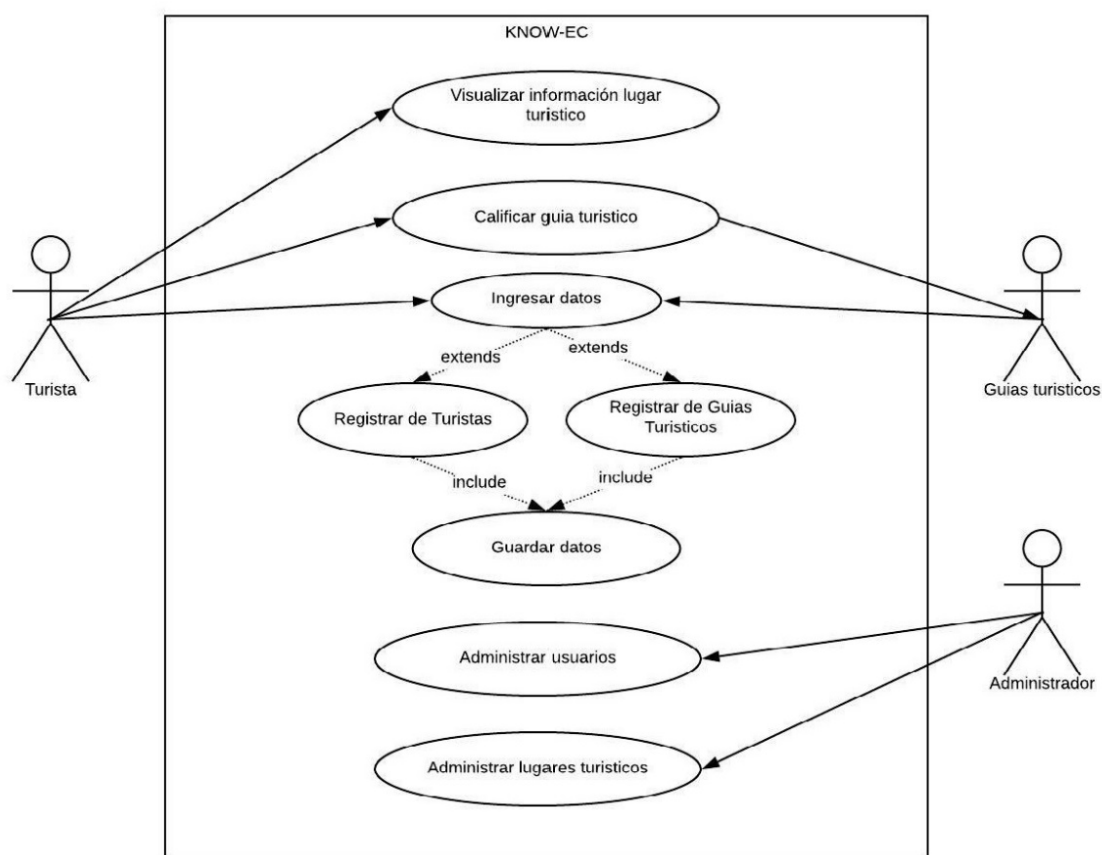 KNOW-EC
Visualizar información lugar
turistico
Calificar guia turistico
Ingresar datos
extends
extends
Turista
Guias turisticos
Registrar de Turistas
Registrar de Guias
Turisticos
include
include
Guardar datos
Administrar usuarios
Administrador
Administrar lugares turisticos